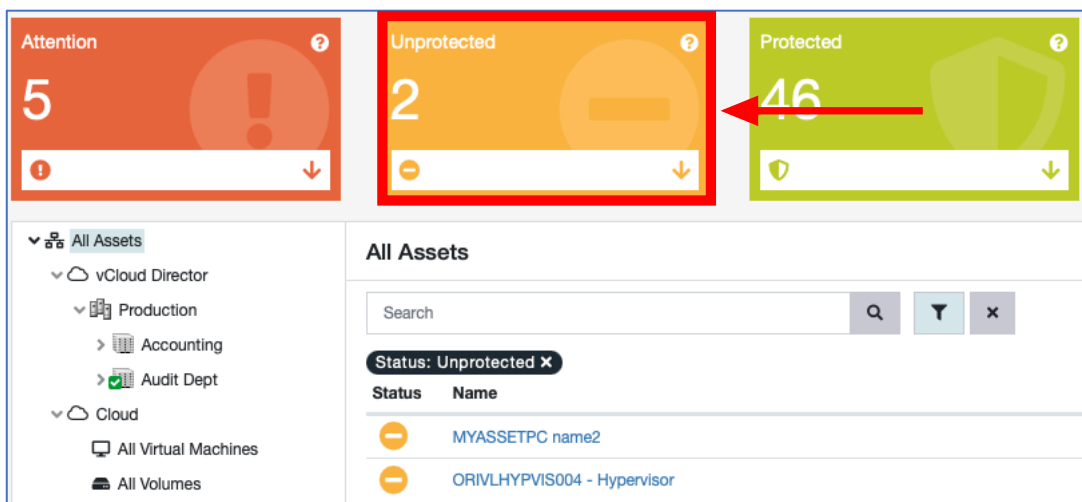 Attention
5
Unprotected
2
Protected
46
All Assets
vCloud Director
Production
Accounting
Audit Dept
Cloud
All Virtual Machines
All Volumes
All Assets
Search
Status: Unprotected
Status Name
MYASSETPC name2
ORIVLHYPVIS004 - Hypervisor